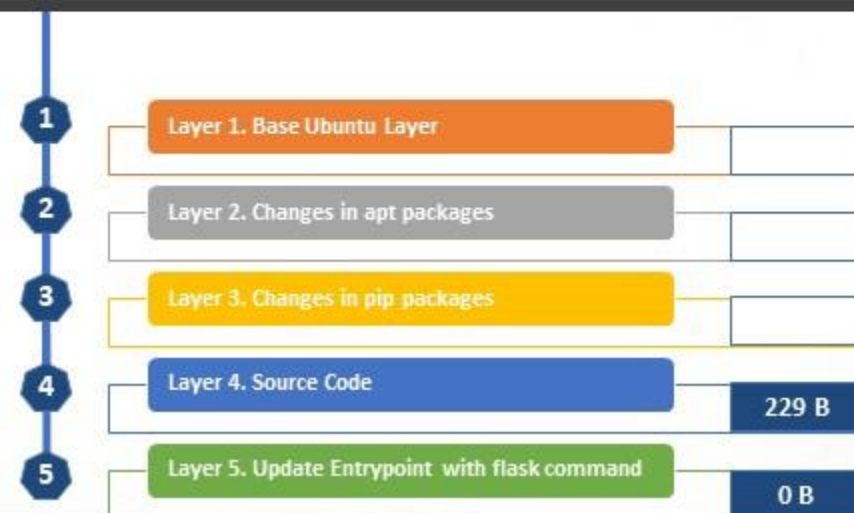 1
Layer 1. Base Ubuntu Layer
2
Layer 2. Changes in apt packages
3
Layer 3. Changes in pip packages
4
Layer 4. Source Code
229 B
5
Layer 5. Update Entrypoint with flask command
0 B